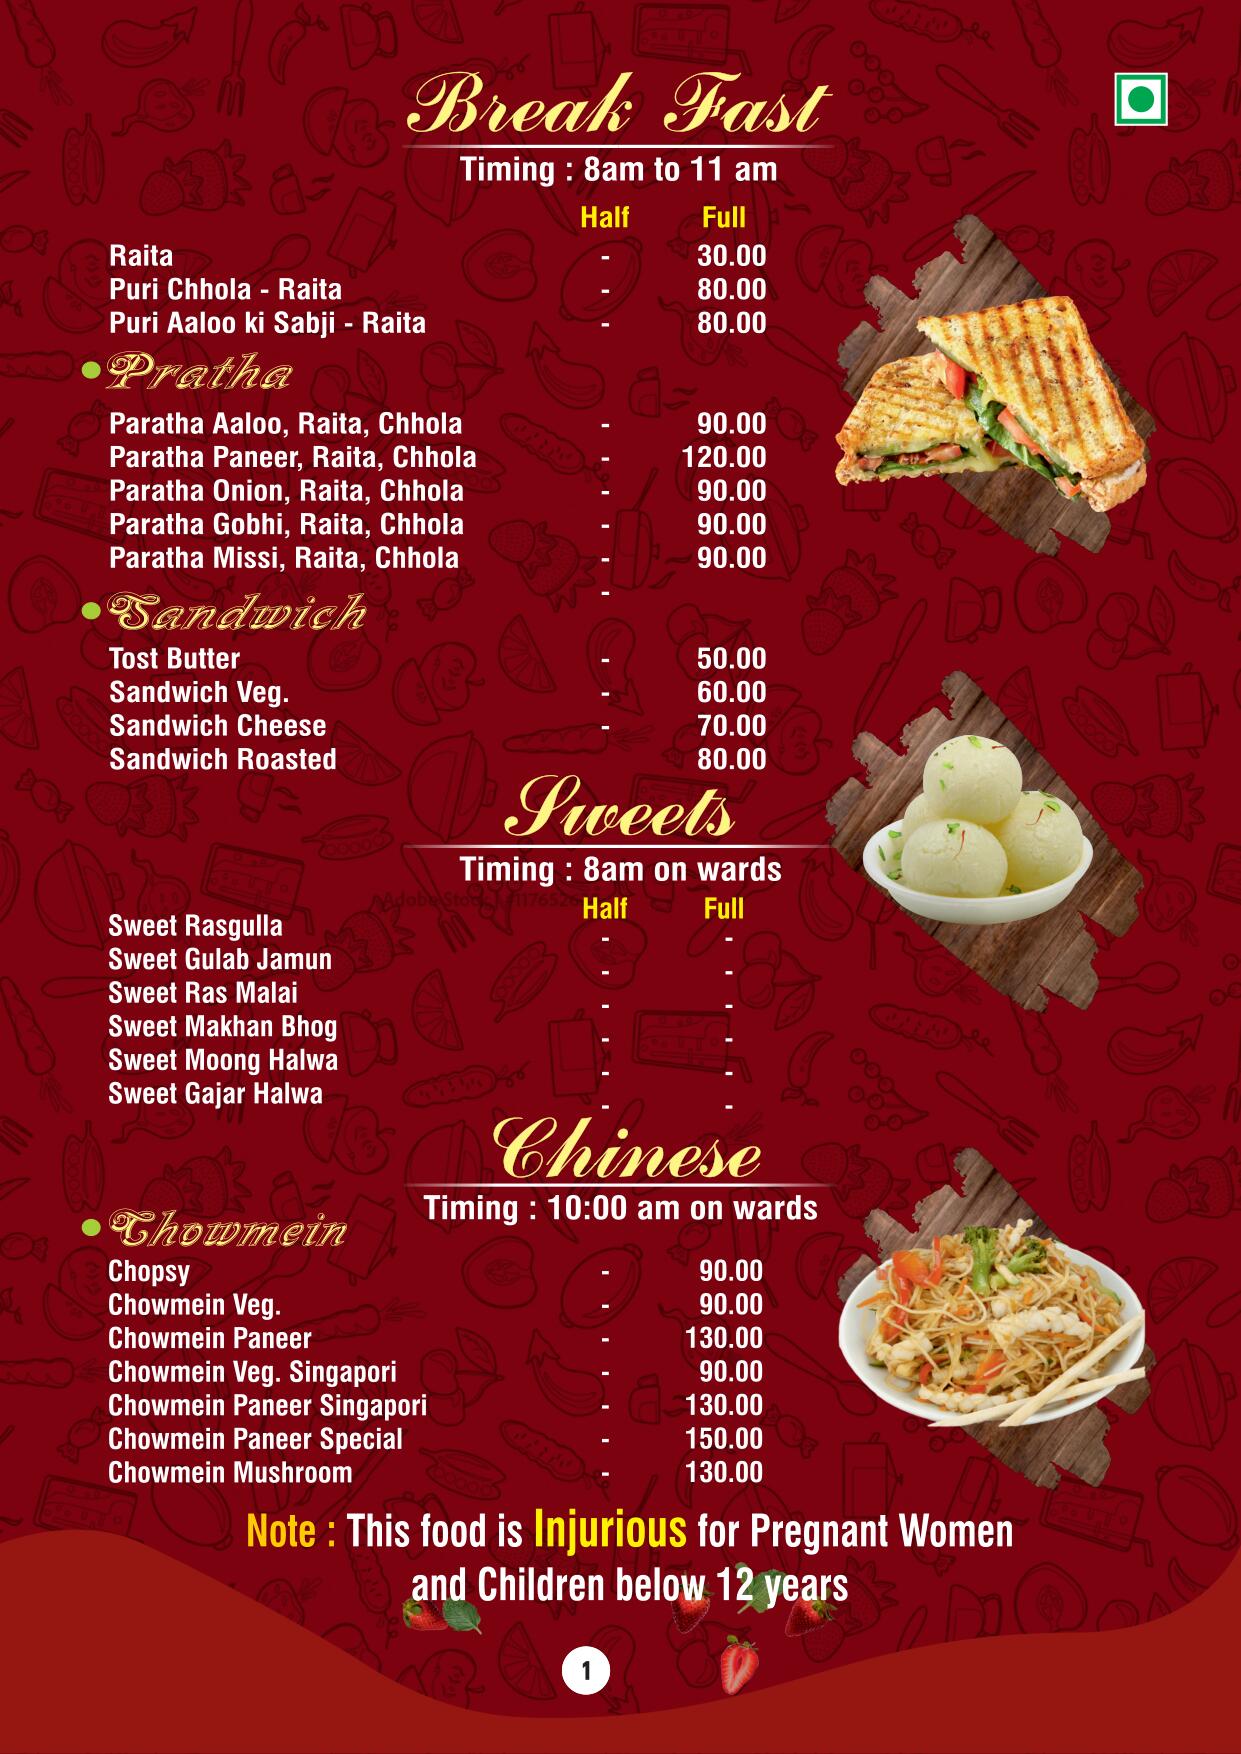 Break Fast
Timing : 8am to 11 am
Half Full
Raita - 30.00
Puri Chhola - Raita - 80.00
Puri Aaloo ki Sabji - Raita - 80.00
Pratha
Paratha Aaloo, Raita, Chhola - 90.00
Paratha Paneer, Raita, Chhola - 120.00
Paratha Onion, Raita, Chhola - 90.00
Paratha Gobhi, Raita, Chhola - 90.00
Paratha Missi, Raita, Chhola - 90.00
-
Sandwich
Tost Butter - 50.00
Sandwich Veg. - 60.00
Sandwich Cheese - 70.00
Sandwich Roasted 80.00
Sweets
Timing : 8am on wards
Adobe Stock
Half Full
Sweet Rasgulla - -
Sweet Gulab Jamun - -
Sweet Ras Malai - -
Sweet Makhan Bhog - -
Sweet Moong Halwa - -
Sweet Gajar Halwa - -
Chinese
Timing : 10:00 am on wards
Chowmein
Chopsy - 90.00
Chowmein Veg. - 90.00
Chowmein Paneer - 130.00
Chowmein Veg. Singapori - 90.00
Chowmein Paneer Singapori - 130.00
Chowmein Paneer Special - 150.00
Chowmein Mushroom - 130.00
Note : This food is Injurious for Pregnant Women
and Children below 12 years
1